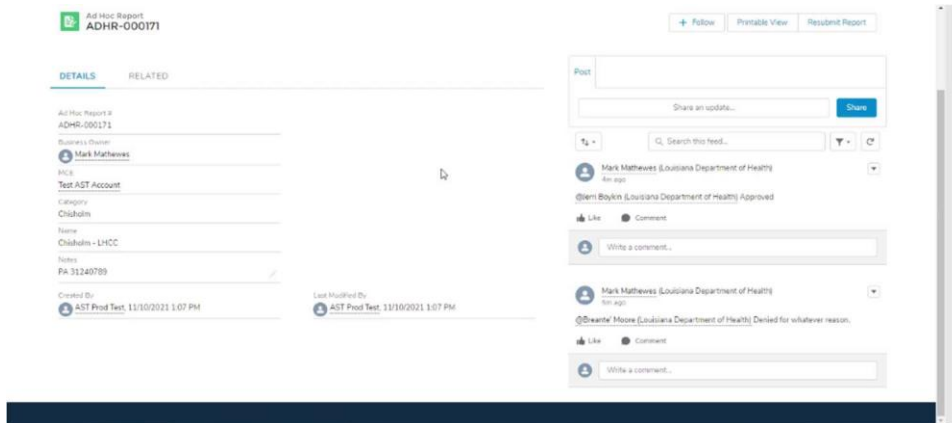 Ad Hoc Report
ADHR-000171
Follow
Printable View
Resubmit Report
DETAILS
RELATED
Ad Hoc Report #
ADHR-000171
Business Owner
Mark Mathewes
MCE
Test AST Account
Category
Chisholm
Name
Chisholm - LHCC
Notes
PA 31240789
Created By
AST Prod Test, 11/10/2021 1:07 PM
Last Modified By
AST Prod Test, 11/10/2021 1:07 PM
Post
Share an update...
Share
Search this feed...
Mark Mathewes (Louisiana Department of Health)
4m ago
@Jerri Boykin (Louisiana Department of Health) Approved
Like
Comment
Write a comment...
Mark Mathewes (Louisiana Department of Health)
ago
@Breante' Moore (Louisiana Department of Health) Denied for whatever reason.
Like
Comment
Write a comment...